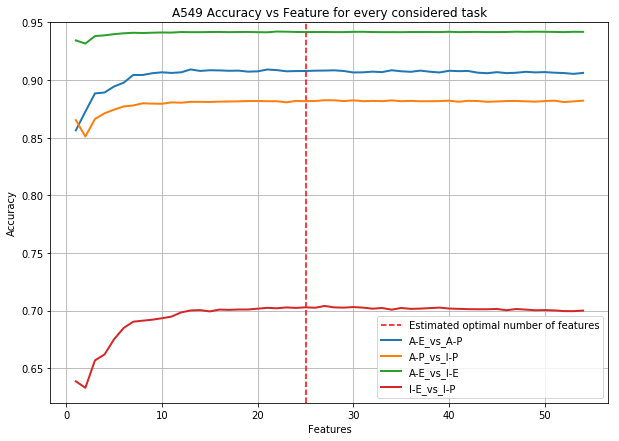 A549 Accuracy vs Feature for every considered task
0.95
0.90
0.85
0.80
0.75
0.70
0.65
Accuracy
0
10
20
30
40
50
Features
Estimated optimal number of features
A-E_vs_A-P
A-P_vs_I-P
A-E_vs_I-E
I-E_vs_I-P